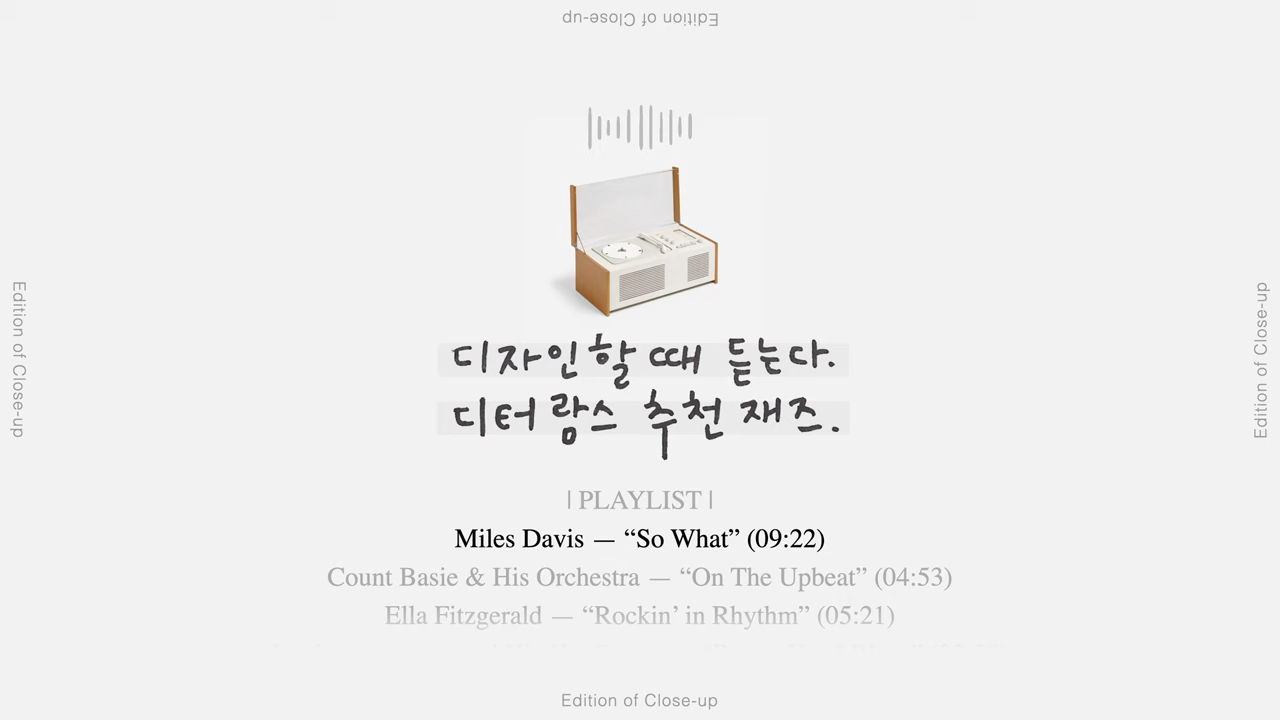 Edition of Close-up
디자인할 때 듣는다.
디터 람스 추천 재즈.
| PLAYLIST |
Miles Davis — “So What” (09:22)
Count Basie & His Orchestra — “On The Upbeat” (04:53)
Ella Fitzgerald — “Rockin’ in Rhythm” (05:21)
Edition of Close-up
Edition of Close-up
Edition of Close-up